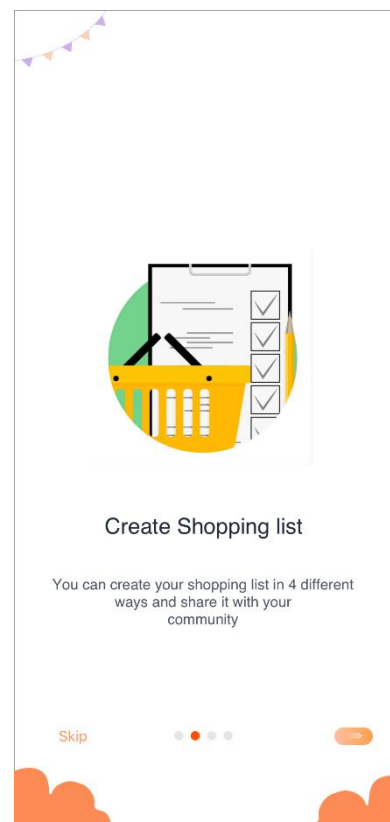 Create Shopping list
You can create your shopping list in 4 different
ways and share it with your
community
Skip